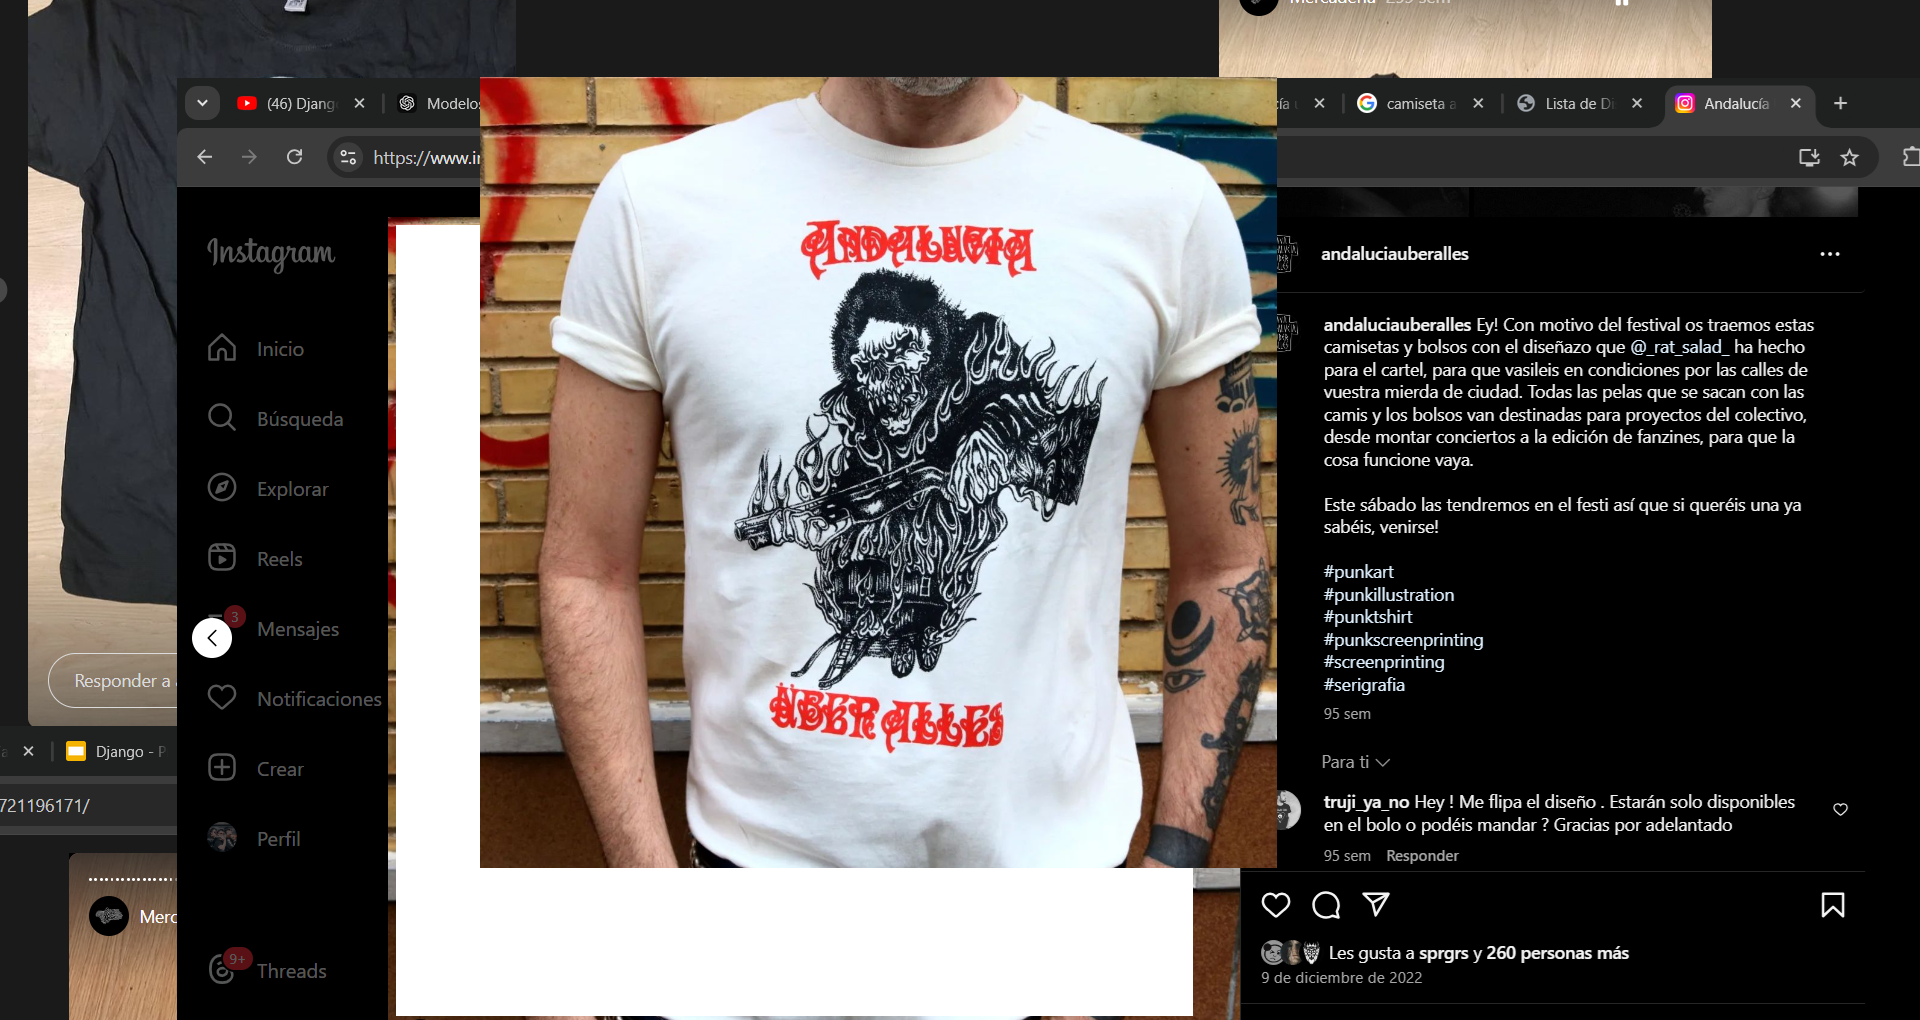 Mercadería 259 sem
(46) Djang
Modelos
ía u
camiseta a
Lista de Di
Andalucía
https://www.in
Instagram
Inicio
Búsqueda
Explorar
Reels
3
Mensajes
Notificaciones
Crear
Perfil
9+
Threads
Responder a
Django - P
721196171/
Merc
ANDALUCIA
ÜBER ALLES
andaluciauberalles
andaluciauberalles Ey! Con motivo del festival os traemos estas
camisetas y bolsos con el diseñazo que @_rat_salad_ ha hecho
para el cartel, para que vasileis en condiciones por las calles de
vuestra mierda de ciudad. Todas las pelas que se sacan con las
camis y los bolsos van destinadas para proyectos del colectivo,
desde montar conciertos a la edición de fanzines, para que la
cosa funcione vaya.
Este sábado las tendremos en el festi así que si queréis una ya
sabéis, venirse!
#punkart
#punkillustration
#punktshirt
#punkscreenprinting
#screenprinting
#serigrafia
95 sem
Para ti
truji_ya_no Hey ! Me flipa el diseño . Estarán solo disponibles
en el bolo o podéis mandar ? Gracias por adelantado
95 sem Responder
Les gusta a sprgrs y 260 personas más
9 de diciembre de 2022